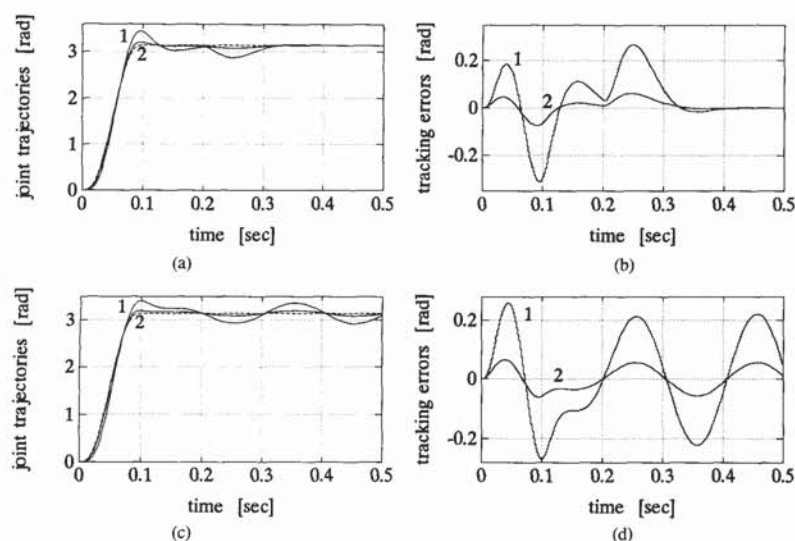 joint trajectories [rad]
3
2
1
0
1
2
0 0.1 0.2 0.3 0.4 0.5
time [sec]
(a)
tracking errors [rad]
0.2
0
-0.2
1
2
0 0.1 0.2 0.3 0.4 0.5
time [sec]
(b)
joint trajectories [rad]
3
2
1
0
1
2
0 0.1 0.2 0.3 0.4 0.5
time [sec]
(c)
tracking errors [rad]
0.2
0
-0.2
1
2
0 0.1 0.2 0.3 0.4 0.5
time [sec]
(d)